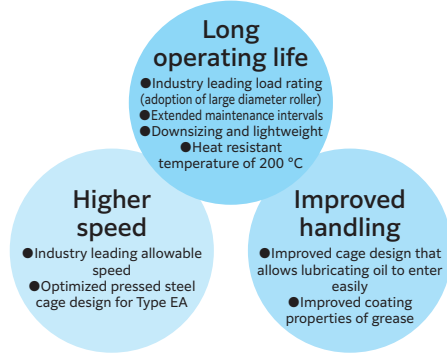 Long
operating life
●Industry leading load rating
(adoption of large diameter roller)
●Extended maintenance intervals
●Downsizing and lightweight
●Heat resistant
temperature of 200 °C
Higher
speed
●Industry leading allowable
speed
●Optimized pressed steel
cage design for Type EA
Improved
handling
●Improved cage design that
allows lubricating oil to enter
easily
●Improved coating
properties of grease